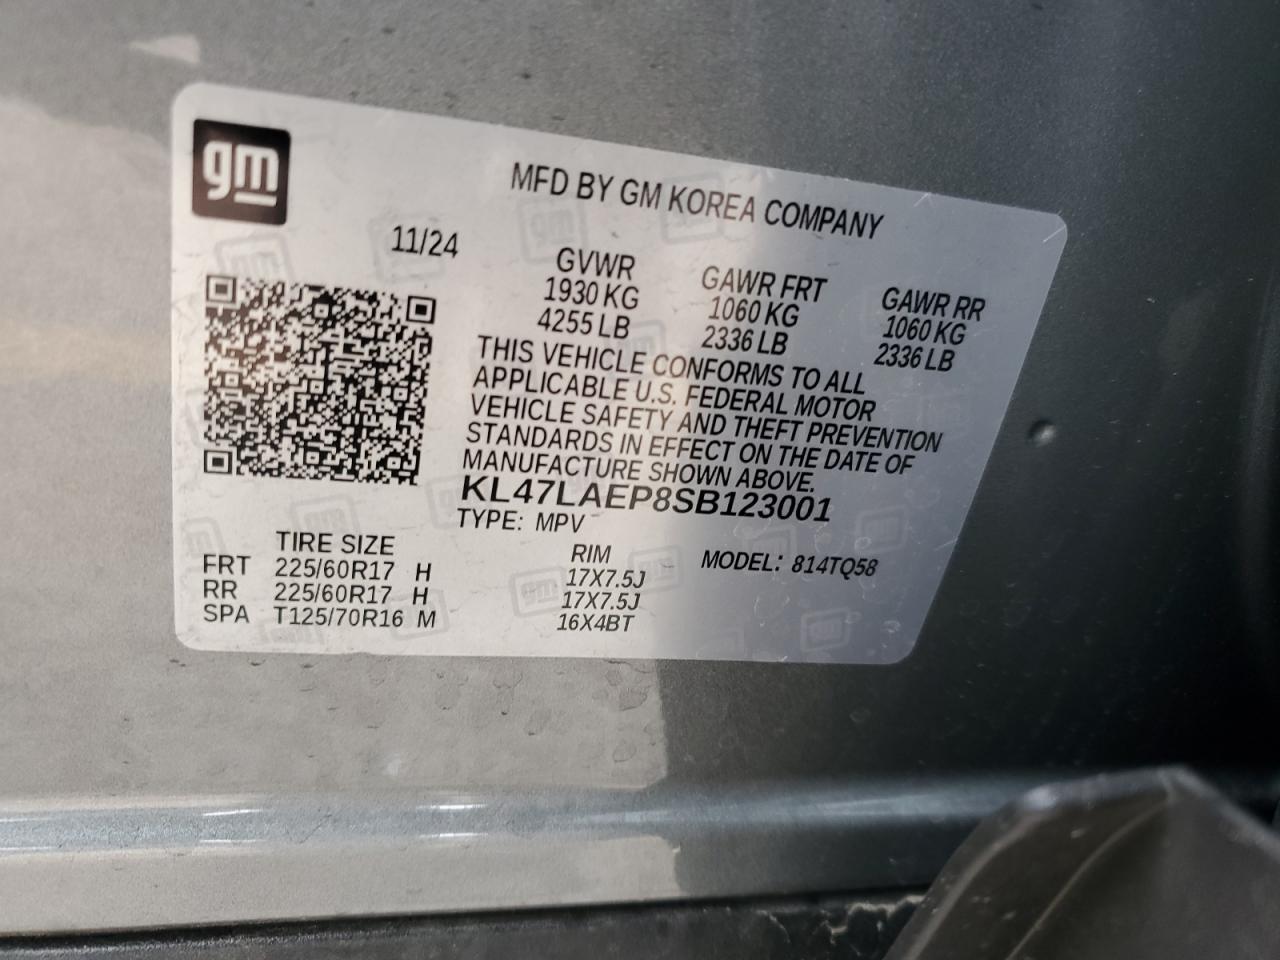 gm
MFD BY GM KOREA COMPANY
11/24
GVWR GAWR FRT GAWR RR
1930 KG 1060 KG 1060 KG
4255 LB 2336 LB 2336 LB
THIS VEHICLE CONFORMS TO ALL
APPLICABLE U.S. FEDERAL MOTOR
VEHICLE SAFETY AND THEFT PREVENTION
STANDARDS IN EFFECT ON THE DATE OF
MANUFACTURE SHOWN ABOVE.
KL47LAEP8SB123001
TYPE: MPV
TIRE SIZE RIM MODEL: 814TQ58
FRT 225/60R17 H 17X7.5J
RR 225/60R17 H 17X7.5J
SPA T125/70R16 M 16X4BT